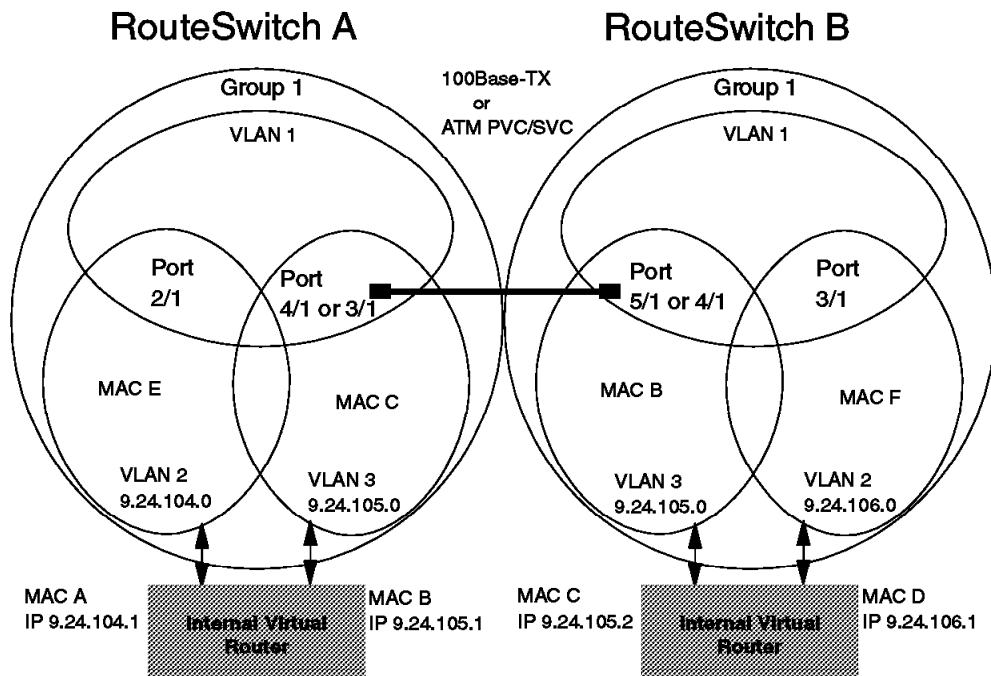 RouteSwitch A
RouteSwitch B
Group 1
100Base-TX
or
ATM PVC/SVC
Group 1
VLAN 1
VLAN 1
Port
2/1
Port
4/1 or 3/1
Port
5/1 or 4/1
Port
3/1
MAC E
MAC C
MAC B
MAC F
VLAN 2
9.24.104.0
VLAN 3
9.24.105.0
VLAN 3
9.24.105.0
VLAN 2
9.24.106.0
MAC A
IP 9.24.104.1
Internal Virtual
Router
MAC B
IP 9.24.105.1
MAC C
IP 9.24.105.2
Internal Virtual
Router
MAC D
IP 9.24.106.1